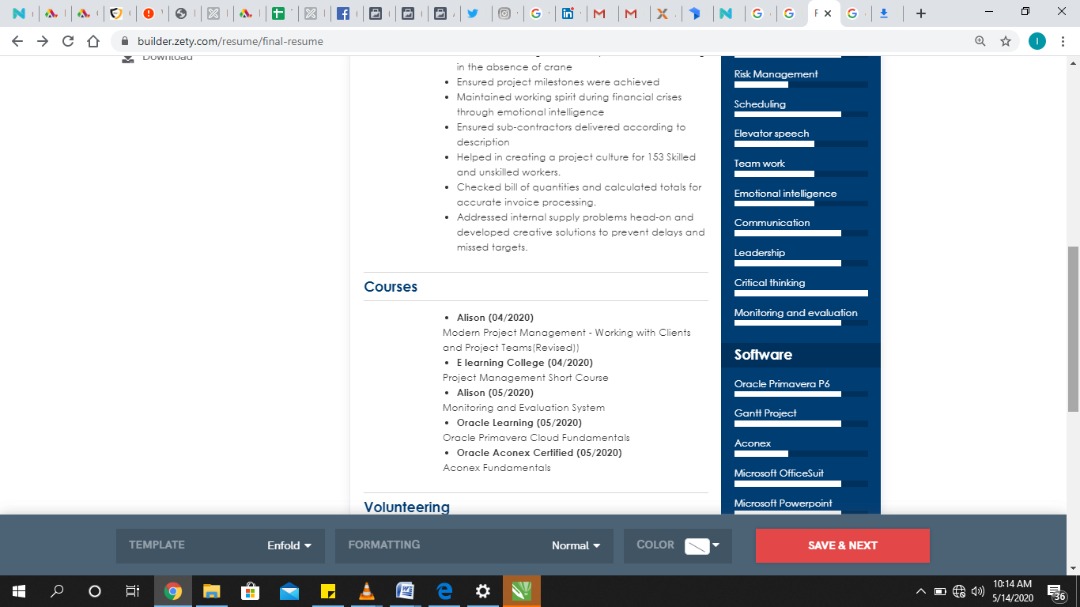 builder.zety.com/resume/final-resume
Download
in the absence of crane
• Ensured project milestones were achieved
• Maintained working spirit during financial crises
through emotional intelligence
• Ensured sub-contractors delivered according to
description
• Helped in creating a project culture for 153 Skilled
and unskilled workers.
• Checked bill of quantities and calculated totals for
accurate invoice processing.
• Addressed internal supply problems head-on and
developed creative solutions to prevent delays and
missed targets.
Courses
• Alison (04/2020)
Modern Project Management - Working with Clients
and Project Teams(Revised))
• E learning College (04/2020)
Project Management Short Course
• Alison (05/2020)
Monitoring and Evaluation System
• Oracle Learning (05/2020)
Oracle Primavera Cloud Fundamentals
• Oracle Aconex Certified (05/2020)
Aconex Fundamentals
Volunteering
Risk Management
Scheduling
Elevator speech
Team work
Emotional intelligence
Communication
Leadership
Critical thinking
Monitoring and evaluation
Software
Oracle Primavera P6
Gantt Project
Aconex
Microsoft OfficeSuit
Microsoft Powerpoint
TEMPLATE
Enfold
FORMATTING
Normal
COLOR
SAVE & NEXT
10:14 AM
5/14/2020
36